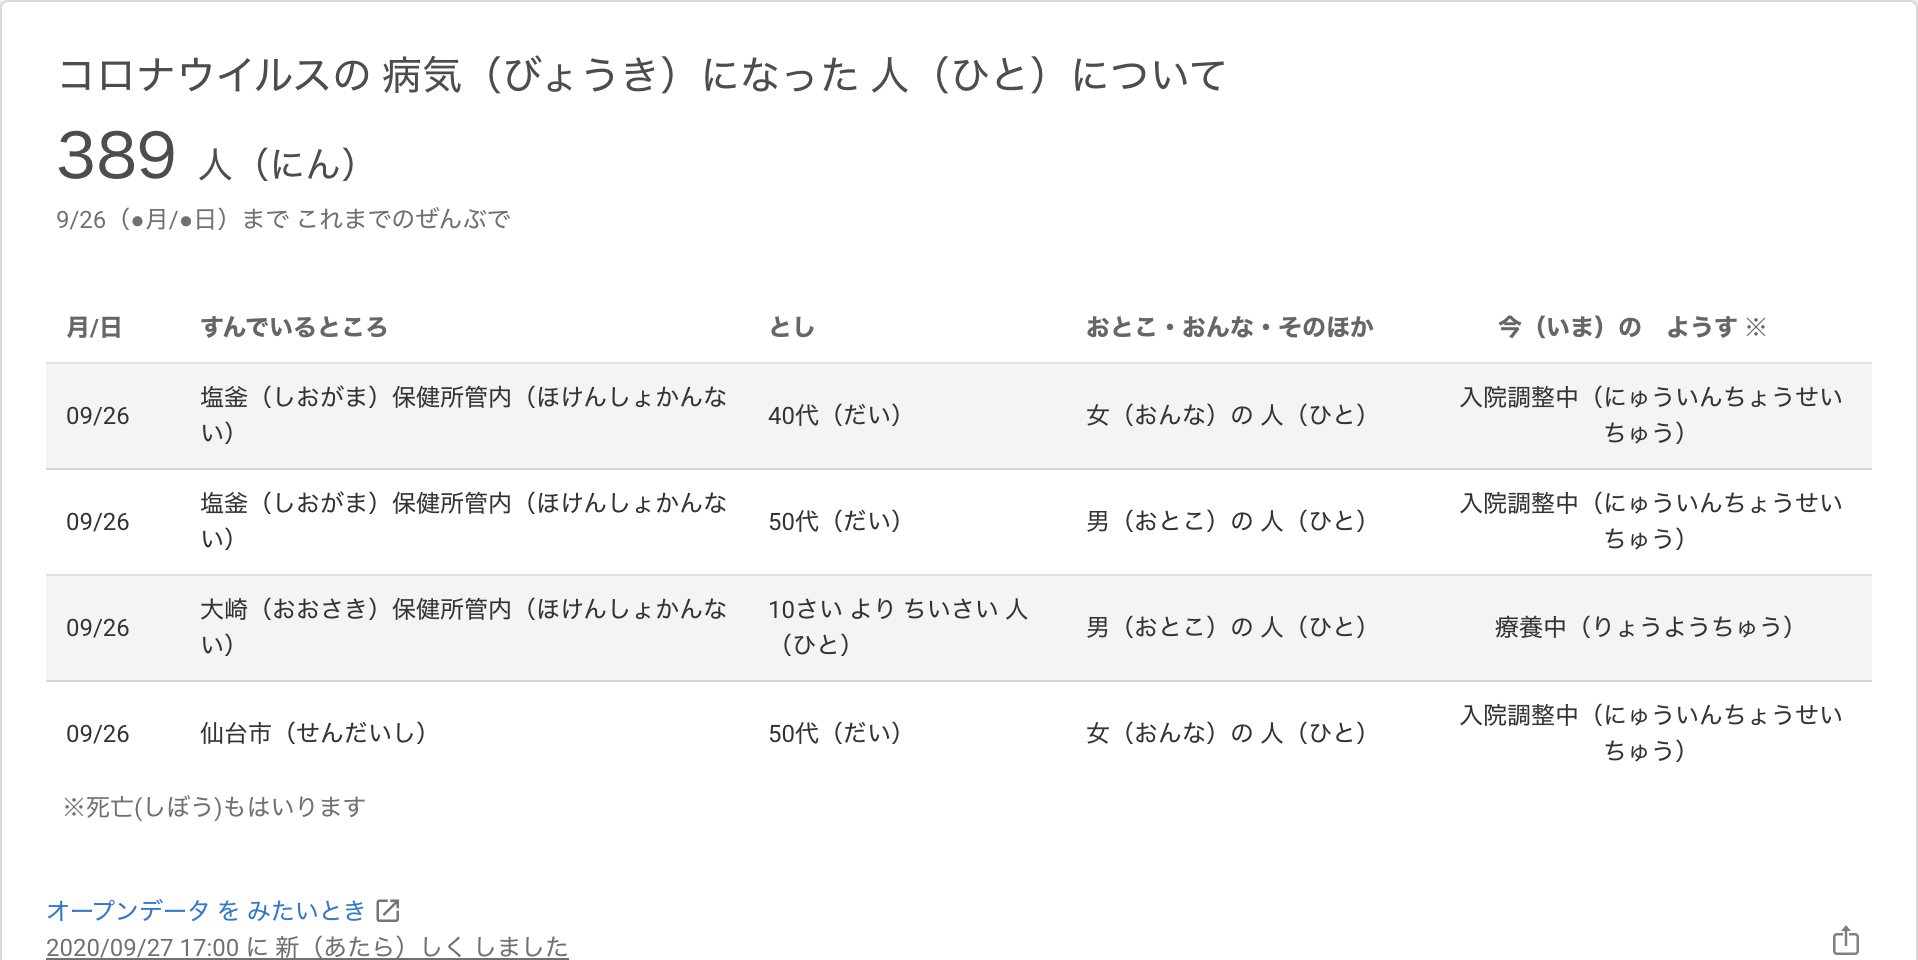 コロナウイルスの 病気（びょうき）になった 人（ひと）について
389 人（にん）
9/26（●月/●日）まで これまでのぜんぶで
月/日 すんでいるところ とし おとこ・おんな・そのほか 今（いま）の　ようす ※
09/26 塩釜（しおがま）保健所管内（ほけんしょかんな
い） 40代（だい） 女（おんな）の 人（ひと） 入院調整中（にゅういんちょうせい
ちゅう）
09/26 塩釜（しおがま）保健所管内（ほけんしょかんな
い） 50代（だい） 男（おとこ）の 人（ひと） 入院調整中（にゅういんちょうせい
ちゅう）
09/26 大崎（おおさき）保健所管内（ほけんしょかんな
い） 10さい より ちいさい 人
（ひと） 男（おとこ）の 人（ひと） 療養中（りょうようちゅう）
09/26 仙台市（せんだいし） 50代（だい） 女（おんな）の 人（ひと） 入院調整中（にゅういんちょうせい
ちゅう）
※死亡(しぼう)もはいります
オープンデータ を みたいとき
2020/09/27 17:00 に 新（あたら）しく しました